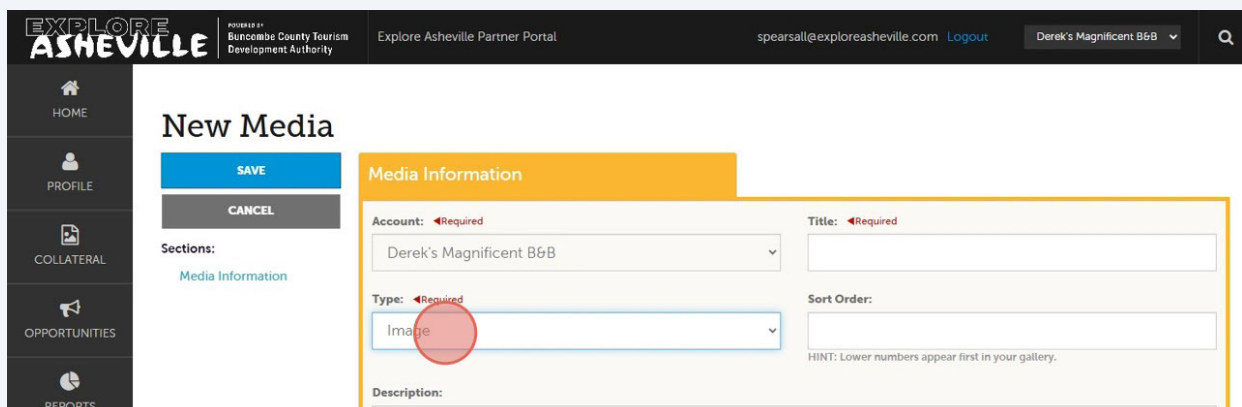 EXPLORE
ASHEVILLE
POWERED BY
Buncombe County Tourism
Development Authority
Explore Asheville Partner Portal
spearsall@exploreasheville.com Logout
Derek's Magnificent B&B
HOME
PROFILE
COLLATERAL
OPPORTUNITIES
REPORTS
New Media
SAVE
CANCEL
Sections:
Media Information
Media Information
Account: ◀Required
Derek's Magnificent B&B
Title: ◀Required
Type: ◀Required
Image
Sort Order:
HINT: Lower numbers appear first in your gallery.
Description: